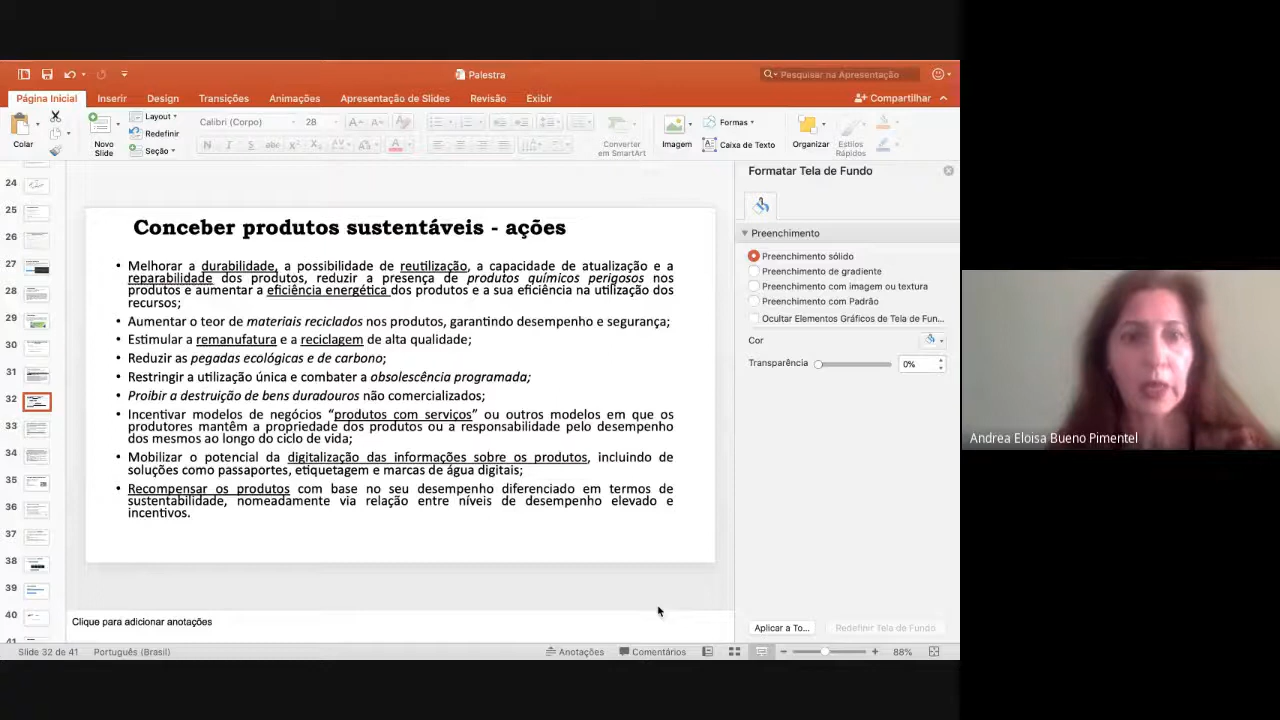 Palestra
Pesquisar na Apresentação
Página Inicial Inserir Design Transições Animações Apresentação de Slides Revisão Exibir Compartilhar
Colar
Novo Slide
Layout
Redefinir
Seção
Calibri (Corpo) 28
Converter em SmartArt
Imagem
Formas
Caixa de Texto
Organizar
Estilos Rápidos
24
25
26
27
28
29
30
31
32
33
34
35
36
37
38
39
40
41
Conceber produtos sustentáveis - ações
• Melhorar a durabilidade, a possibilidade de reutilização, a capacidade de atualização e a
reparabilidade dos produtos, reduzir a presença de produtos químicos perigosos nos
produtos e aumentar a eficiência energética dos produtos e a sua eficiência na utilização dos
recursos;
• Aumentar o teor de materiais reciclados nos produtos, garantindo desempenho e segurança;
• Estimular a remanufatura e a reciclagem de alta qualidade;
• Reduzir as pegadas ecológicas e de carbono;
• Restringir a utilização única e combater a obsolescência programada;
• Proibir a destruição de bens duradouros não comercializados;
• Incentivar modelos de negócios “produtos com serviços” ou outros modelos em que os
produtores mantêm a propriedade dos produtos ou a responsabilidade pelo desempenho
dos mesmos ao longo do ciclo de vida;
• Mobilizar o potencial da digitalização das informações sobre os produtos, incluindo de
soluções como passaportes, etiquetagem e marcas de água digitais;
• Recompensar os produtos com base no seu desempenho diferenciado em termos de
sustentabilidade, nomeadamente via relação entre níveis de desempenho elevado e
incentivos.
Formatar Tela de Fundo
Preenchimento
Preenchimento sólido
Preenchimento de gradiente
Preenchimento com imagem ou textura
Preenchimento com Padrão
Ocultar Elementos Gráficos de Tela de Fun...
Cor
Transparência 0%
Aplicar a To... Redefinir Tela de Fundo
Andrea Eloisa Bueno Pimentel
Clique para adicionar anotações
Slide 32 de 41 Português (Brasil) Anotações Comentários 88%